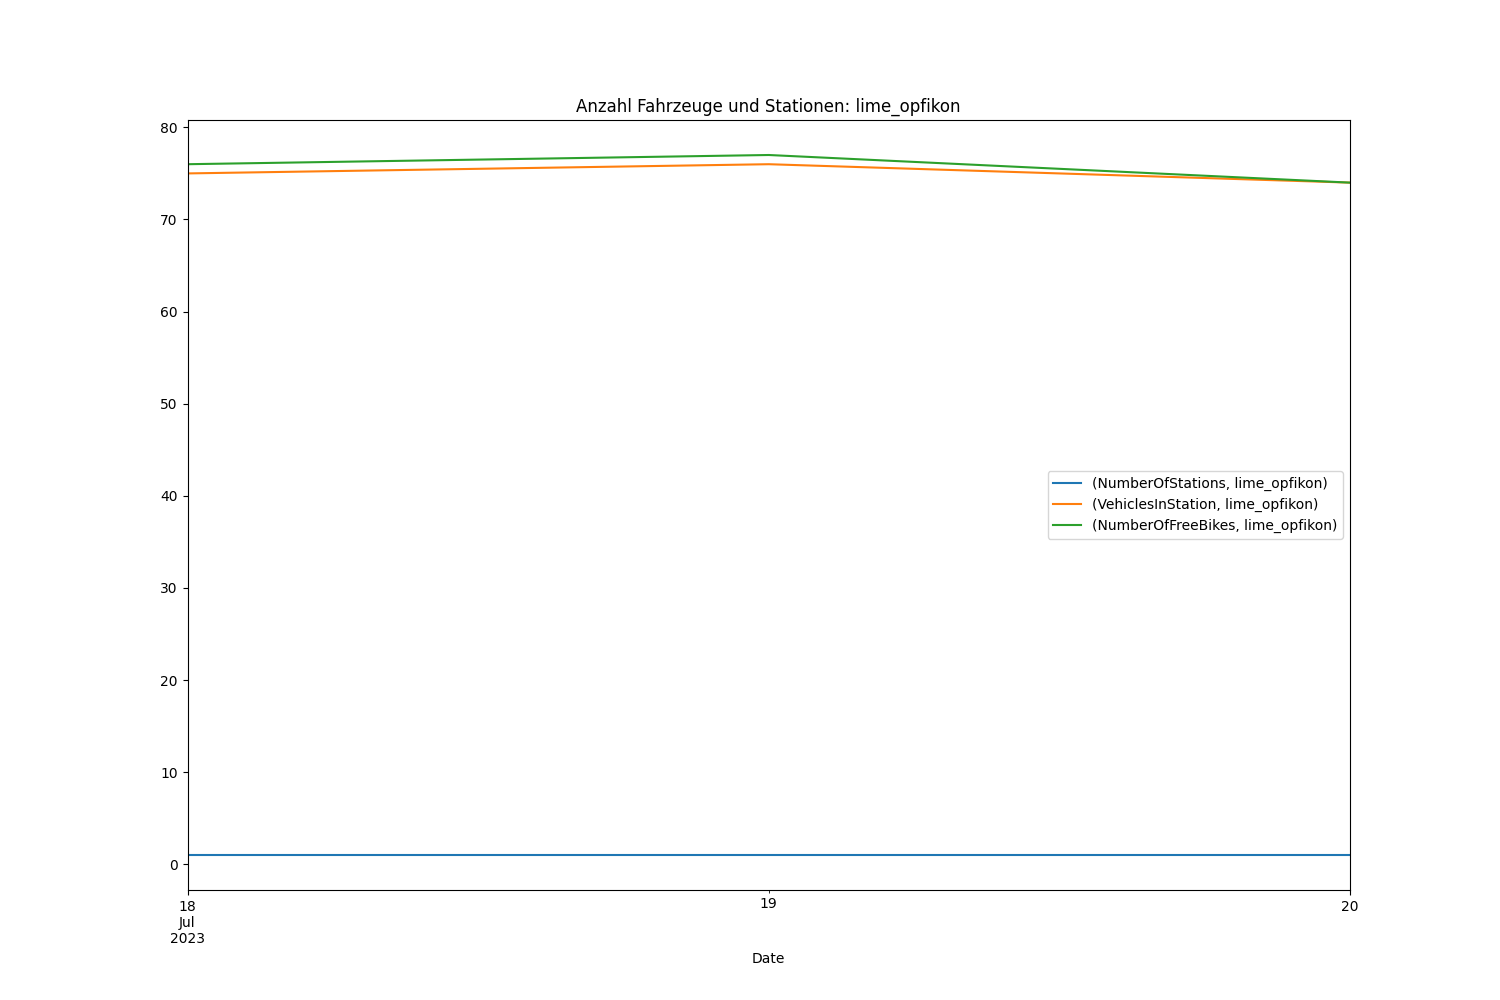 Anzahl Fahrzeuge und Stationen: lime_opfikon
80
70
60
50
40
30
20
10
0
(NumberOfStations, lime_opfikon)
(VehiclesInStation, lime_opfikon)
(NumberOfFreeBikes, lime_opfikon)
18
Jul
2023
19
20
Date